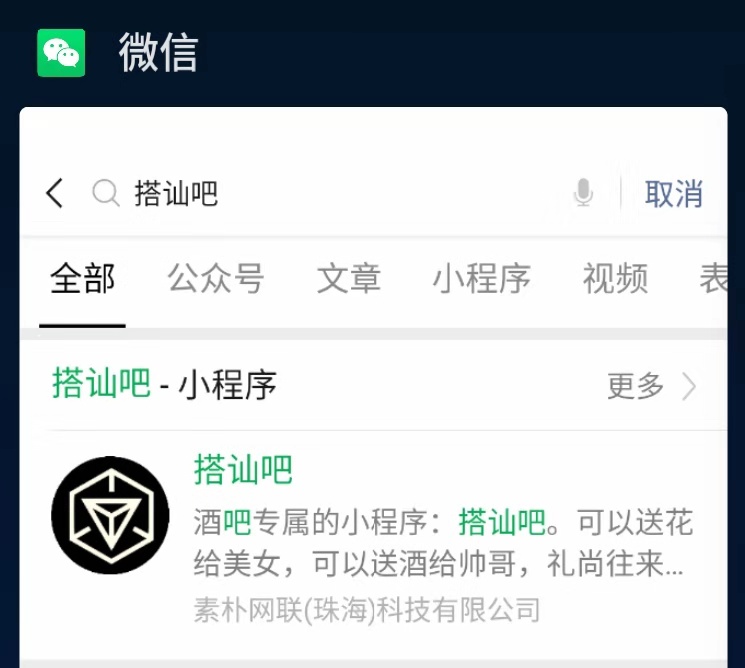 微信
搭讪吧 取消
全部 公众号 文章 小程序 视频 表
搭讪吧 - 小程序 更多
搭讪吧
酒吧专属的小程序：搭讪吧。可以送花
给美女，可以送酒给帅哥，礼尚往来...
素朴网联(珠海)科技有限公司